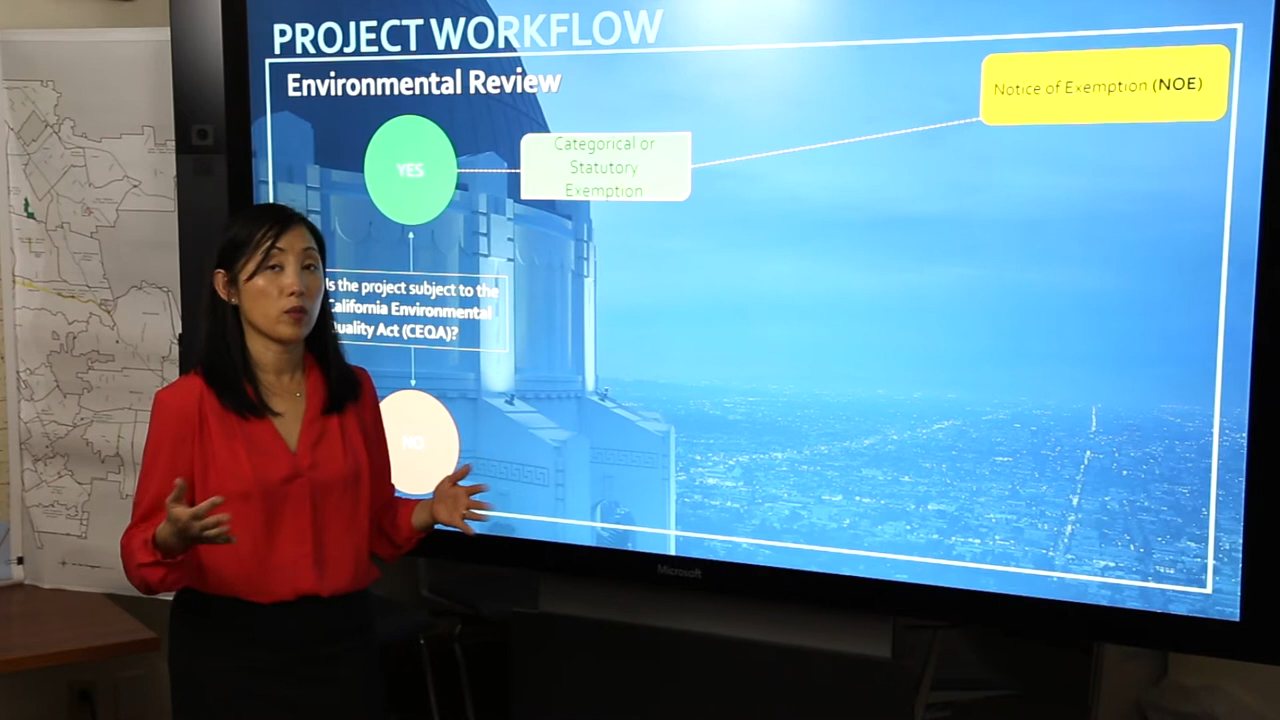 PROJECT WORKFLOW
Environmental Review
Notice of Exemption (NOE)
YES
Categorical or
Statutory
Exemption
Is the project subject to the
California Environmental
Quality Act (CEQA)?
NO
Microsoft